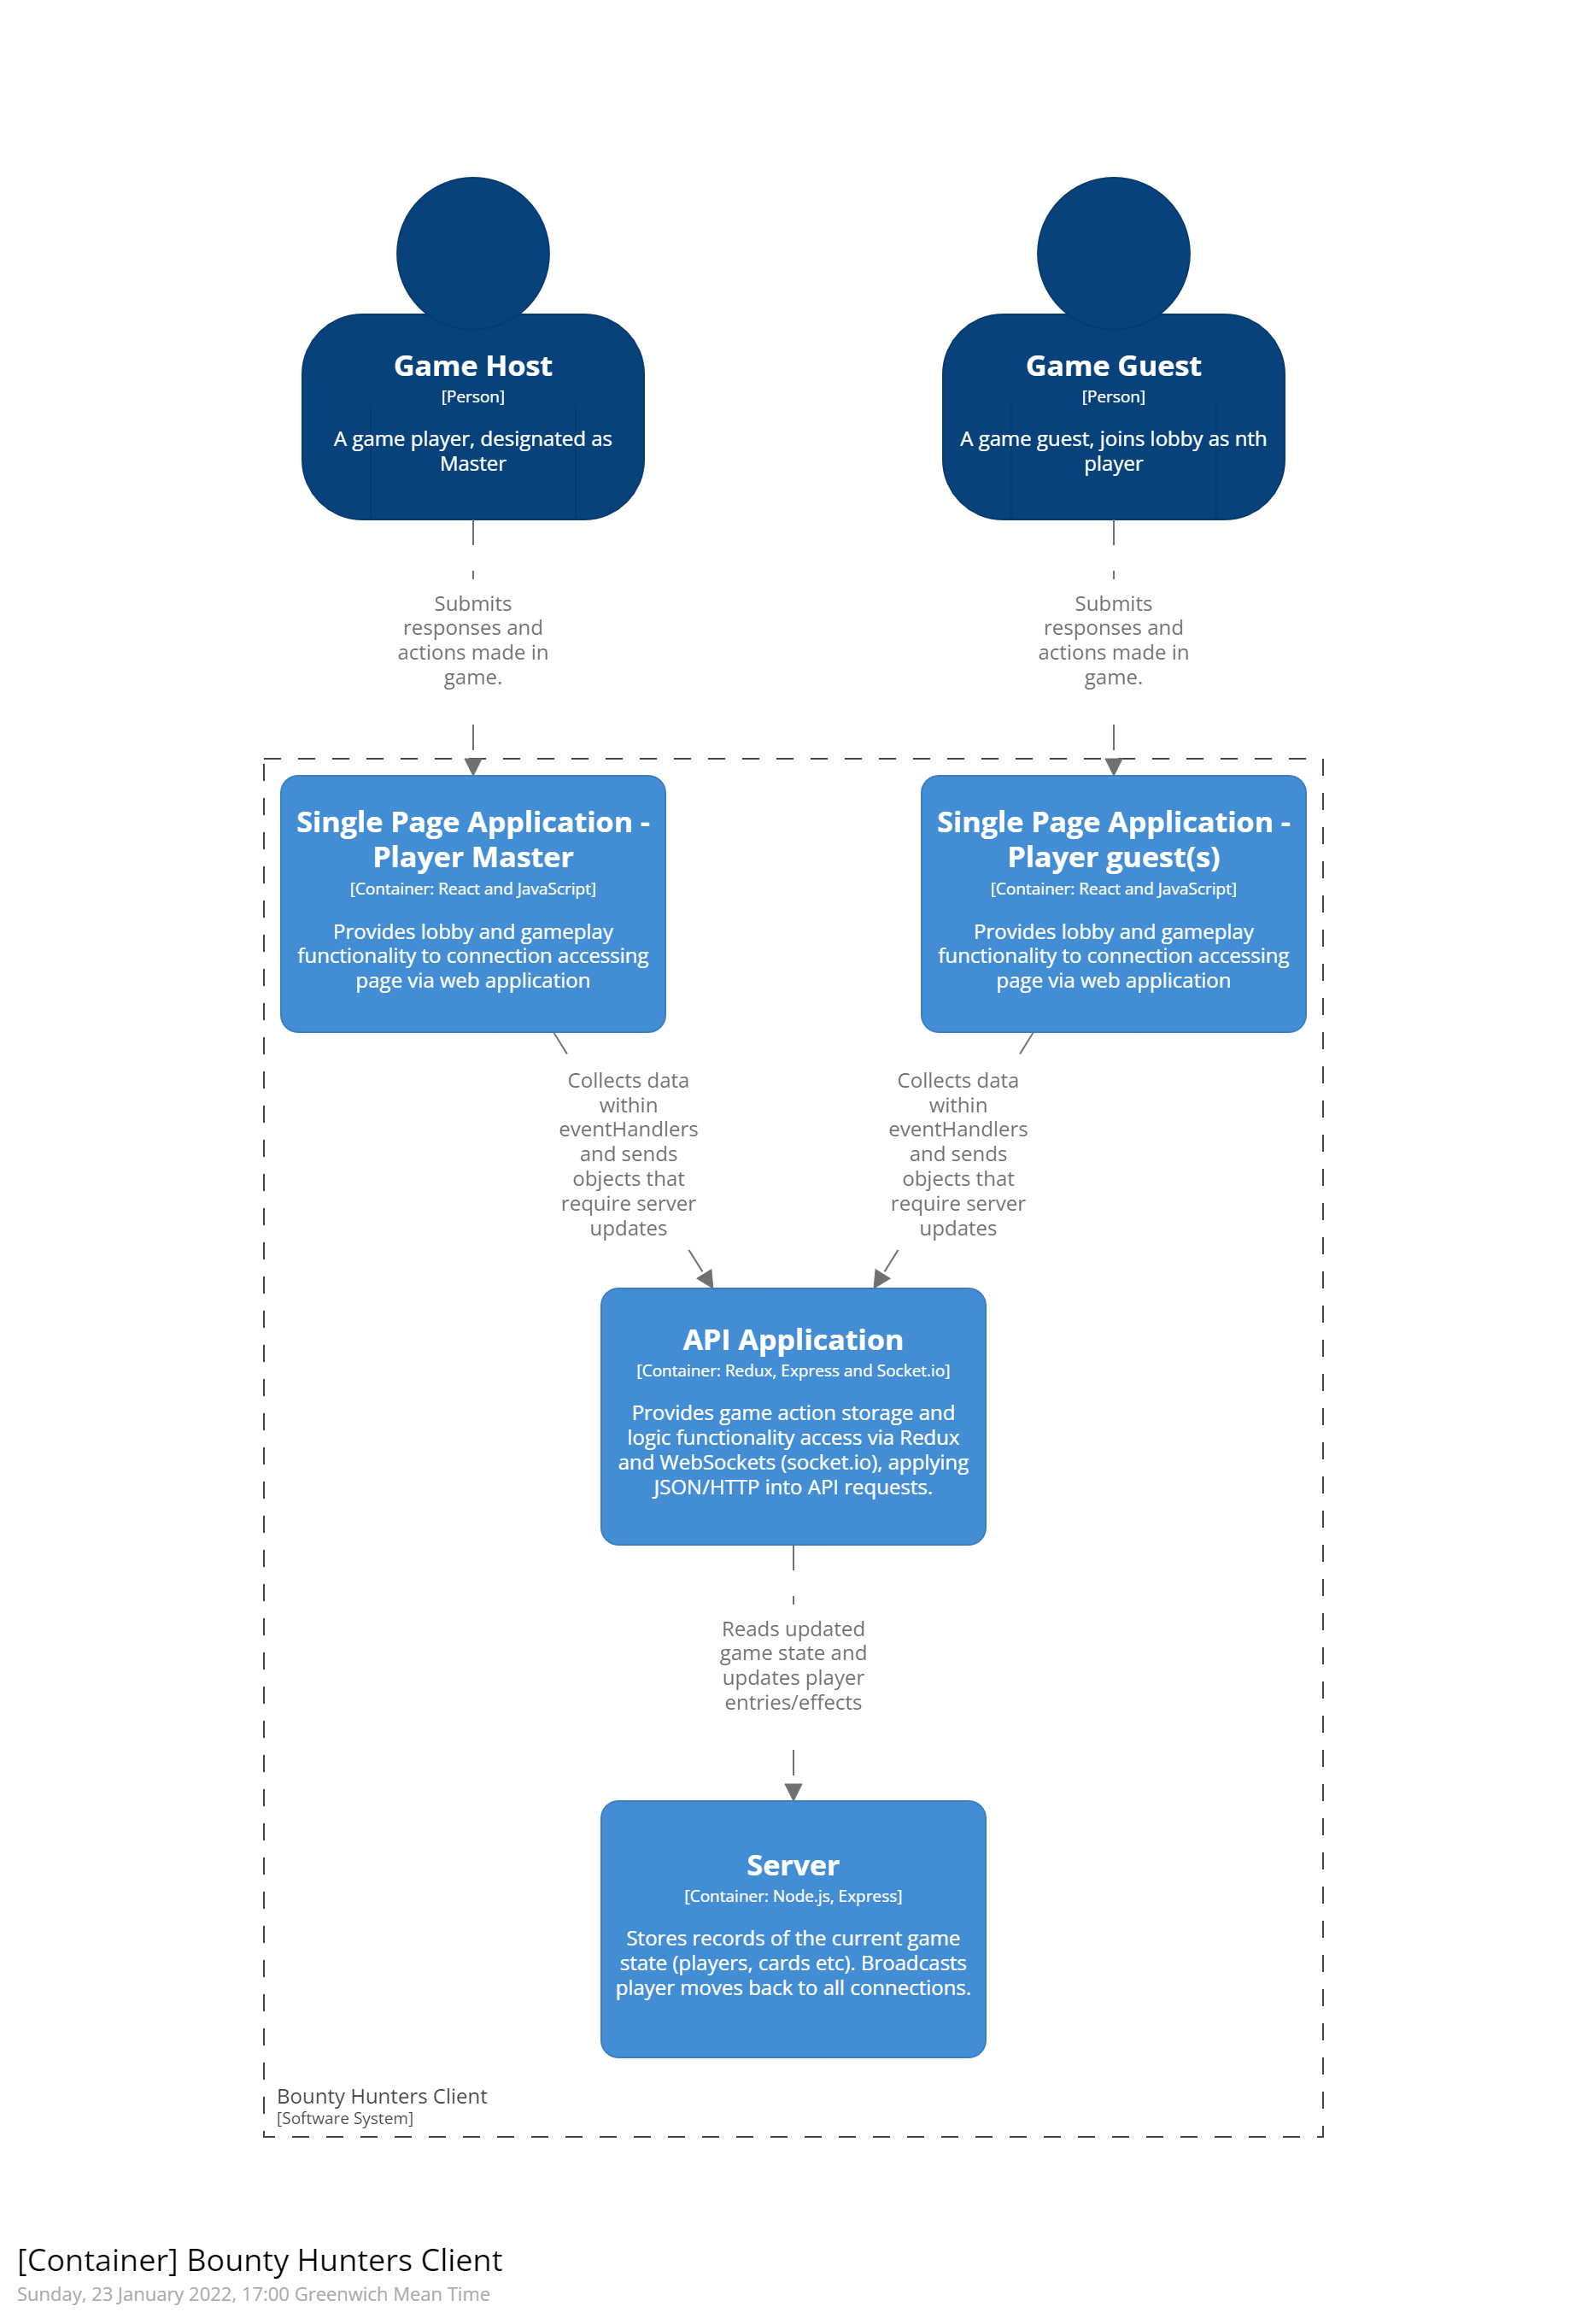 Game Host
[Person]
A game player, designated as
Master
Game Guest
[Person]
A game guest, joins lobby as nth
player
Submits
responses and
actions made in
game.
Submits
responses and
actions made in
game.
Single Page Application -
Player Master
[Container: React and JavaScript]
Provides lobby and gameplay
functionality to connection accessing
page via web application
Single Page Application -
Player guest(s)
[Container: React and JavaScript]
Provides lobby and gameplay
functionality to connection accessing
page via web application
Collects data
within
eventHandlers
and sends
objects that
require server
updates
Collects data
within
eventHandlers
and sends
objects that
require server
updates
API Application
[Container: Redux, Express and Socket.io]
Provides game action storage and
logic functionality access via Redux
and WebSockets (socket.io), applying
JSON/HTTP into API requests.
Reads updated
game state and
updates player
entries/effects
Server
[Container: Node.js, Express]
Stores records of the current game
state (players, cards etc). Broadcasts
player moves back to all connections.
Bounty Hunters Client
[Software System]
[Container] Bounty Hunters Client
Sunday, 23 January 2022, 17:00 Greenwich Mean Time